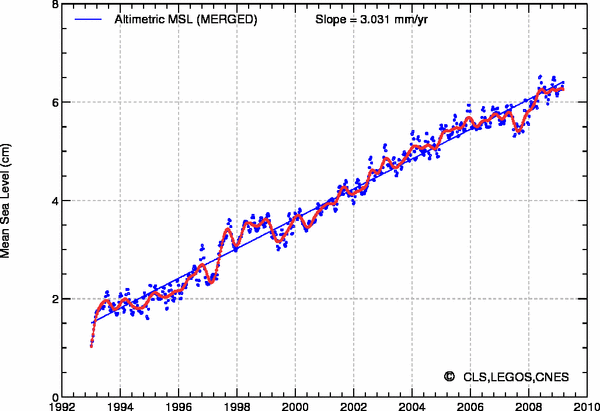 Altimetric MSL (MERGED) Slope = 3.031 mm/yr
Mean Sea Level (cm)
8
6
4
2
0
© CLS,LEGOS,CNES
1992 1994 1996 1998 2000 2002 2004 2006 2008 2010